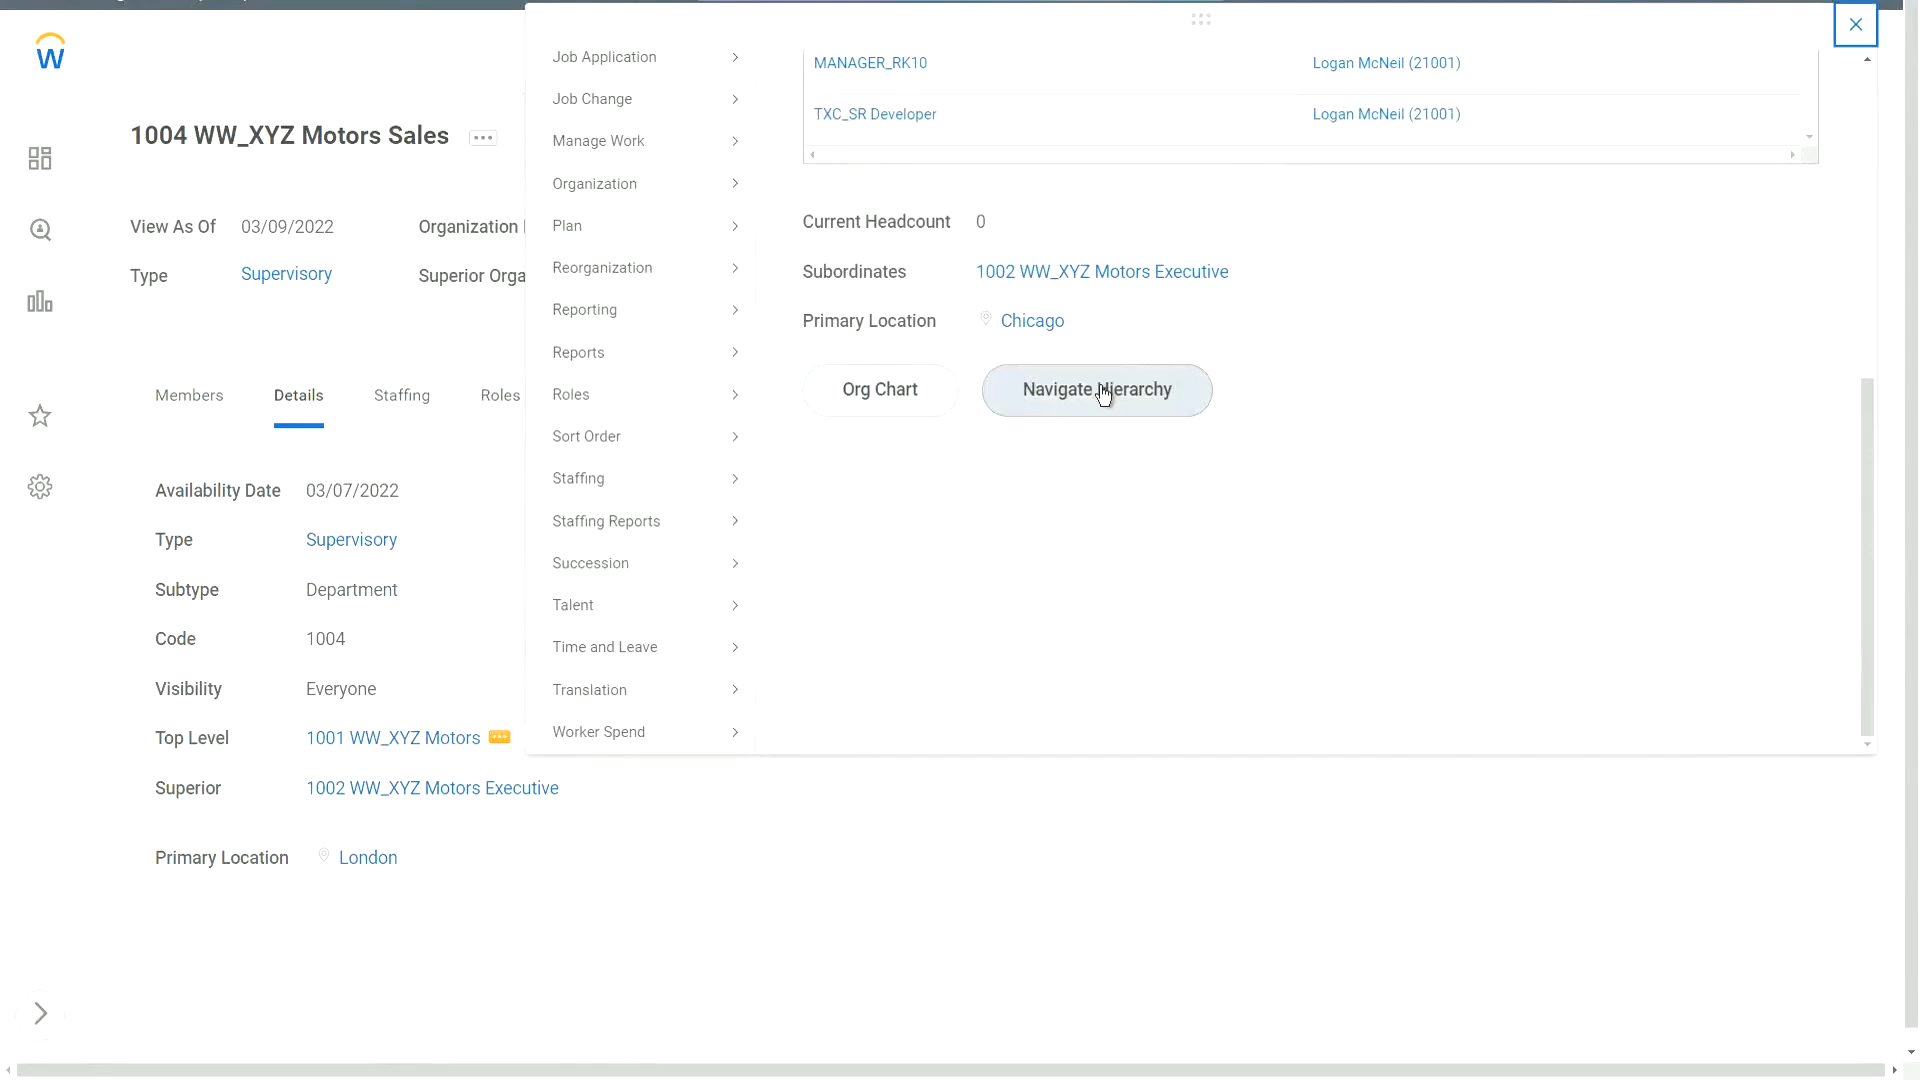 W
1004 WW_XYZ Motors Sales
View As Of 03/09/2022 Organization
Type Supervisory Superior Orga
Members Details Staffing Roles
Availability Date 03/07/2022
Type Supervisory
Subtype Department
Code 1004
Visibility Everyone
Top Level 1001 WW_XYZ Motors
Superior 1002 WW_XYZ Motors Executive
Primary Location London
Job Application
Job Change
Manage Work
Organization
Plan
Reorganization
Reporting
Reports
Roles
Sort Order
Staffing
Staffing Reports
Succession
Talent
Time and Leave
Translation
Worker Spend
MANAGER_RK10 Logan McNeil (21001)
TXC_SR Developer Logan McNeil (21001)
Current Headcount 0
Subordinates 1002 WW_XYZ Motors Executive
Primary Location Chicago
Org Chart Navigate Hierarchy